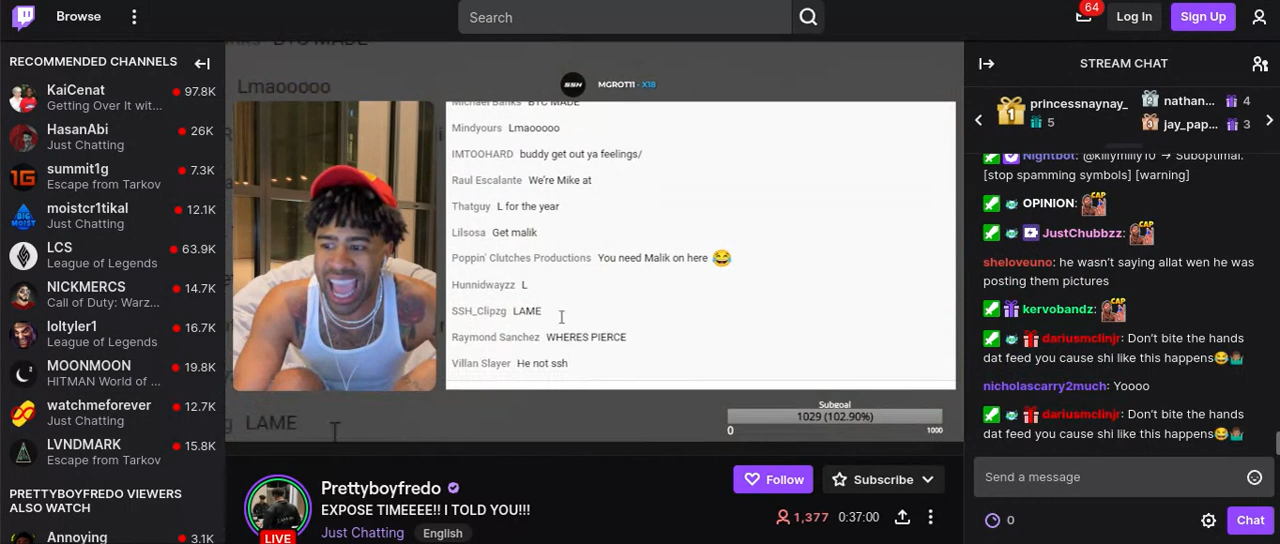 Browse
Search
64
Log In
Sign Up
RECOMMENDED CHANNELS
KaiCenat
97.8K
Getting Over It wit...
HasanAbi
26K
Just Chatting
summit1g
7.3K
Escape from Tarkov
moistcr1tikal
12.1K
Just Chatting
LCS
63.9K
League of Legends
NICKMERCS
14.7K
Call of Duty: Warz...
loltyler1
16.7K
League of Legends
MOONMOON
19.8K
HITMAN World of ...
watchmeforever
12.7K
Just Chatting
LVNDMARK
15.8K
Escape from Tarkov
PRETTYBOYFREDO VIEWERS
ALSO WATCH
Annoying
3.1K
BTC MADE
Lmaooooo
SSH
MGROT11 - X18
Michael Banks BTC MADE
Mindyours Lmaooooo
IMTOOHARD buddy get out ya feelings/
Raul Escalante We're Mike at
Thatguy L for the year
Lilsosa Get malik
Poppin' Clutches Productions You need Malik on here 😂
Hunnidwayzz L
SSH_Clipzg LAME
Raymond Sanchez WHERES PIERCE
Villan Slayer He not ssh
g LAME
Subgoal
1029 (102.90%)
0 1000
LIVE
Prettyboyfredo
EXPOSE TIMEEEE!! I TOLD YOU!!!
Just Chatting English
Follow
Subscribe
1,377
0:37:00
STREAM CHAT
1 princessnaynay_
5
2 nathan... 4
3 jay_pap... 3
Nightbot: @killymilly10 → Suboptimal.
[stop spamming symbols] [warning]
OPINION: CAP
JustChubbzz: CAP
sheloveuno: he wasn't saying allat wen he was
posting them pictures
kervobandz: CAP
dariusmclinjr: Don't bite the hands
dat feed you cause shi like this happens😂🤷🏾‍♂️
nicholascarry2much: Yoooo
dariusmclinjr: Don't bite the hands
dat feed you cause shi like this happens😂🤷🏾‍♂️
Send a message
0
Chat